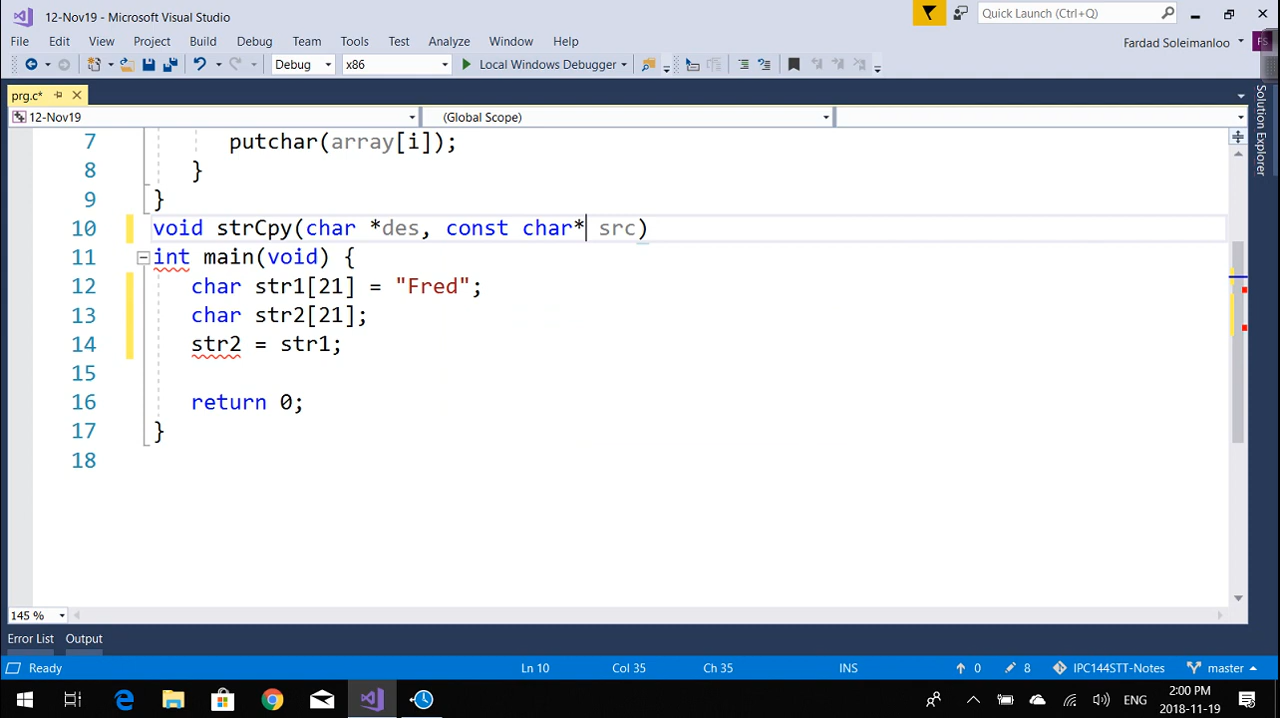 12-Nov19 - Microsoft Visual Studio
Quick Launch (Ctrl+Q)
File Edit View Project Build Debug Team Tools Test Analyze Window Help
Fardad Soleimanloo FS
Debug x86 Local Windows Debugger
prg.c*
12-Nov19 (Global Scope)
Solution Explorer
7 putchar(array[i]);
8 }
9 }
10 void strCpy(char *des, const char* src)
11 int main(void) {
12 char str1[21] = "Fred";
13 char str2[21];
14 str2 = str1;
15
16 return 0;
17 }
18
145 %
Error List Output
Ready Ln 10 Col 35 Ch 35 INS 0 8 IPC144STT-Notes master
ENG 2:00 PM
2018-11-19